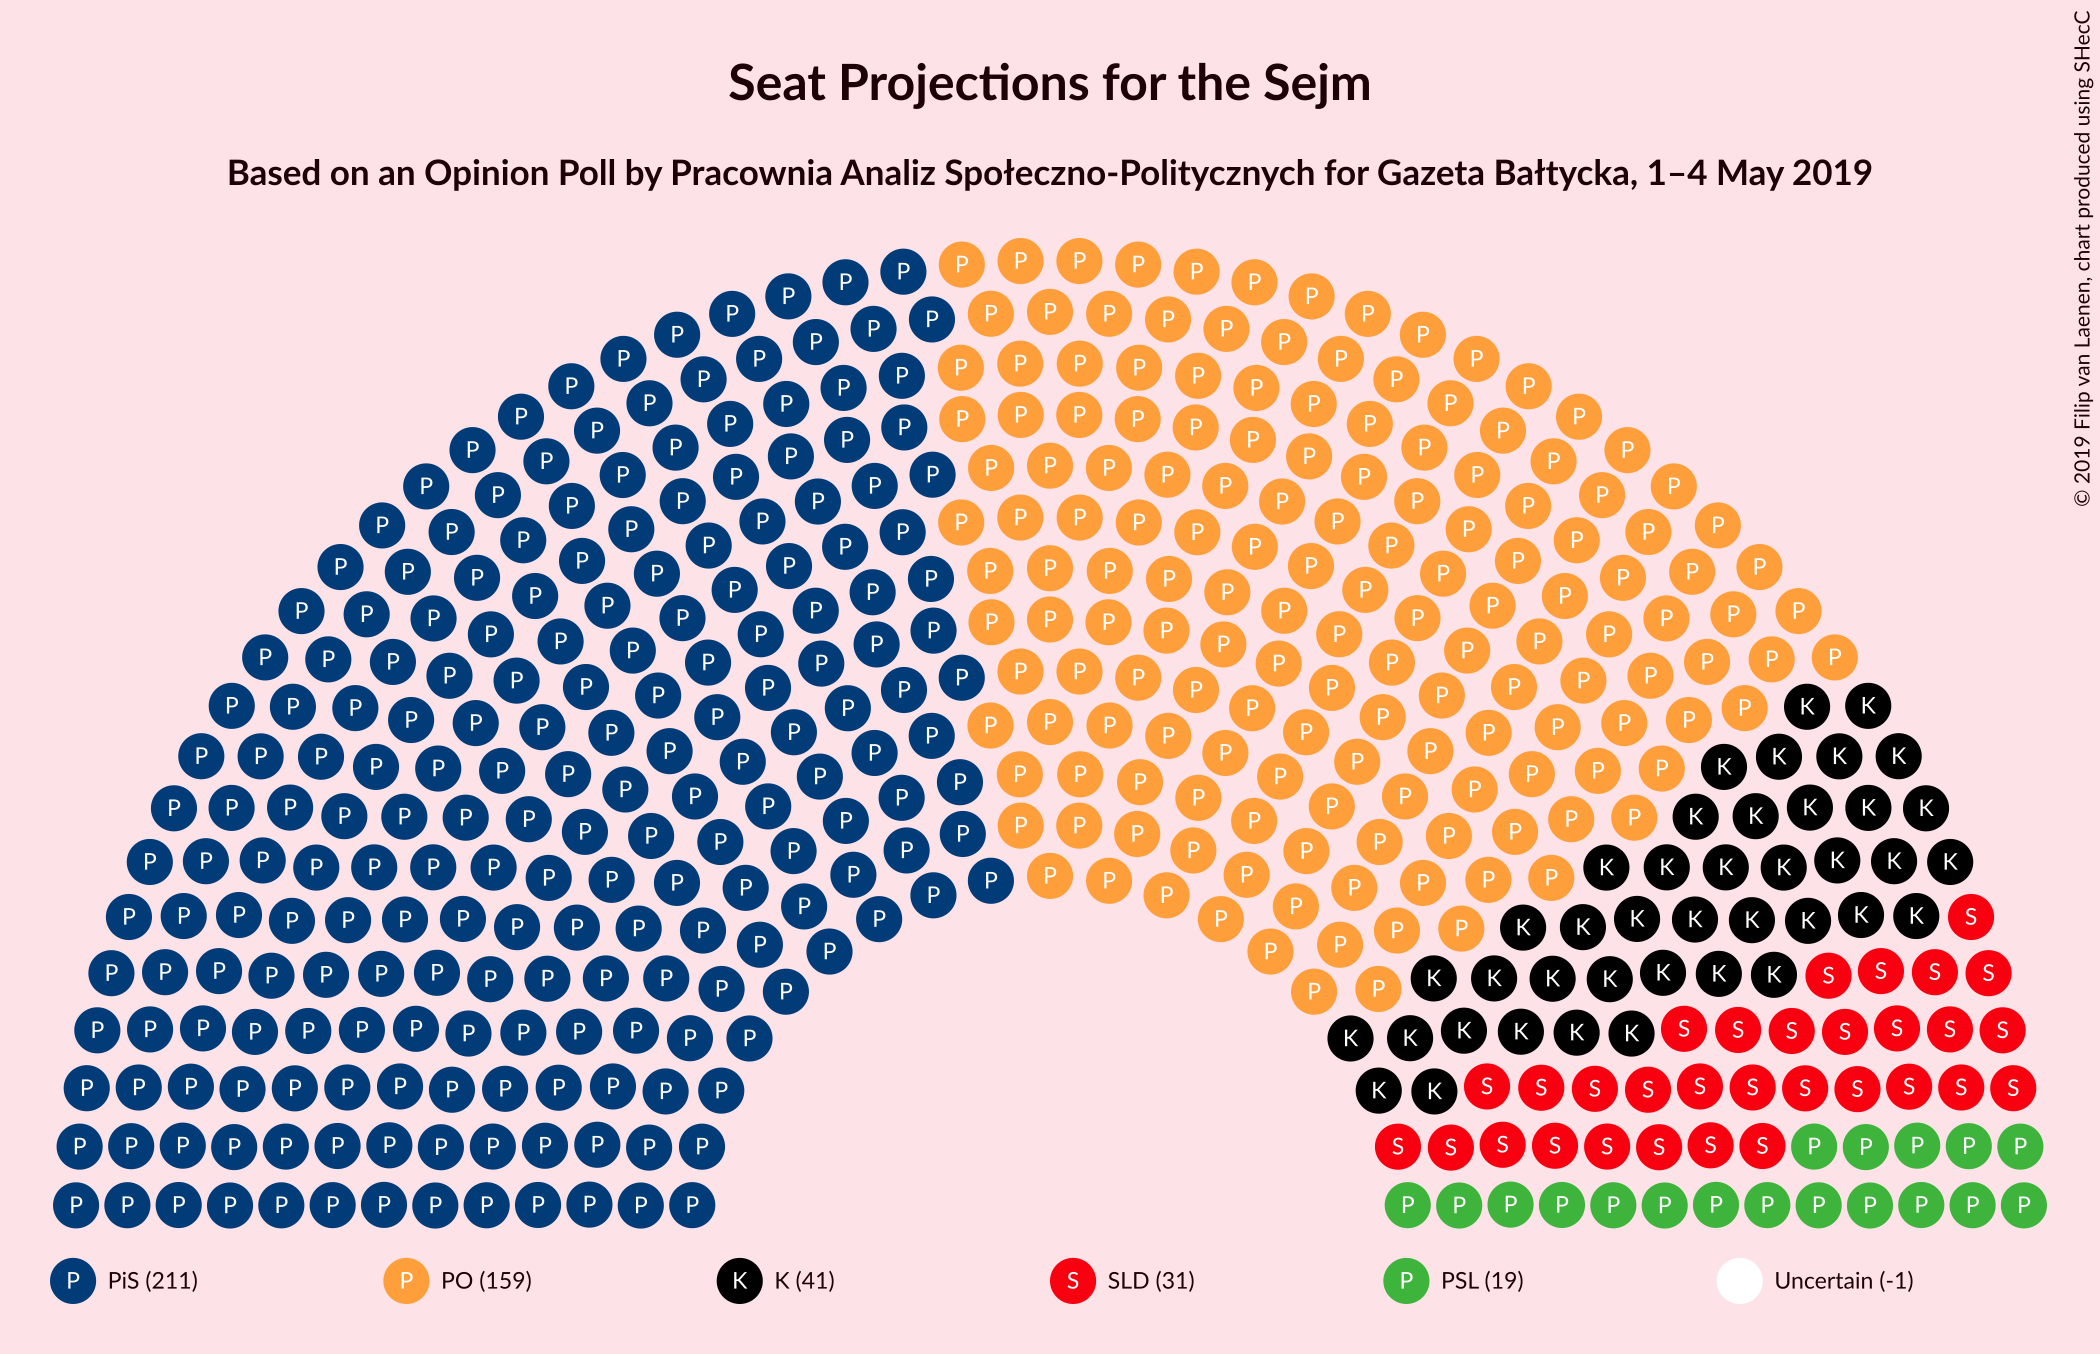 Seat Projections for the Sejm
Based on an Opinion Poll by Pracownia Analiz Społeczno-Politycznych for Gazeta Bałtycka, 1–4 May 2019
© 2019 Filip van Laenen, chart produced using SHecC
P PiS (211) P PO (159) K K (41) S SLD (31) P PSL (19) Uncertain (-1)